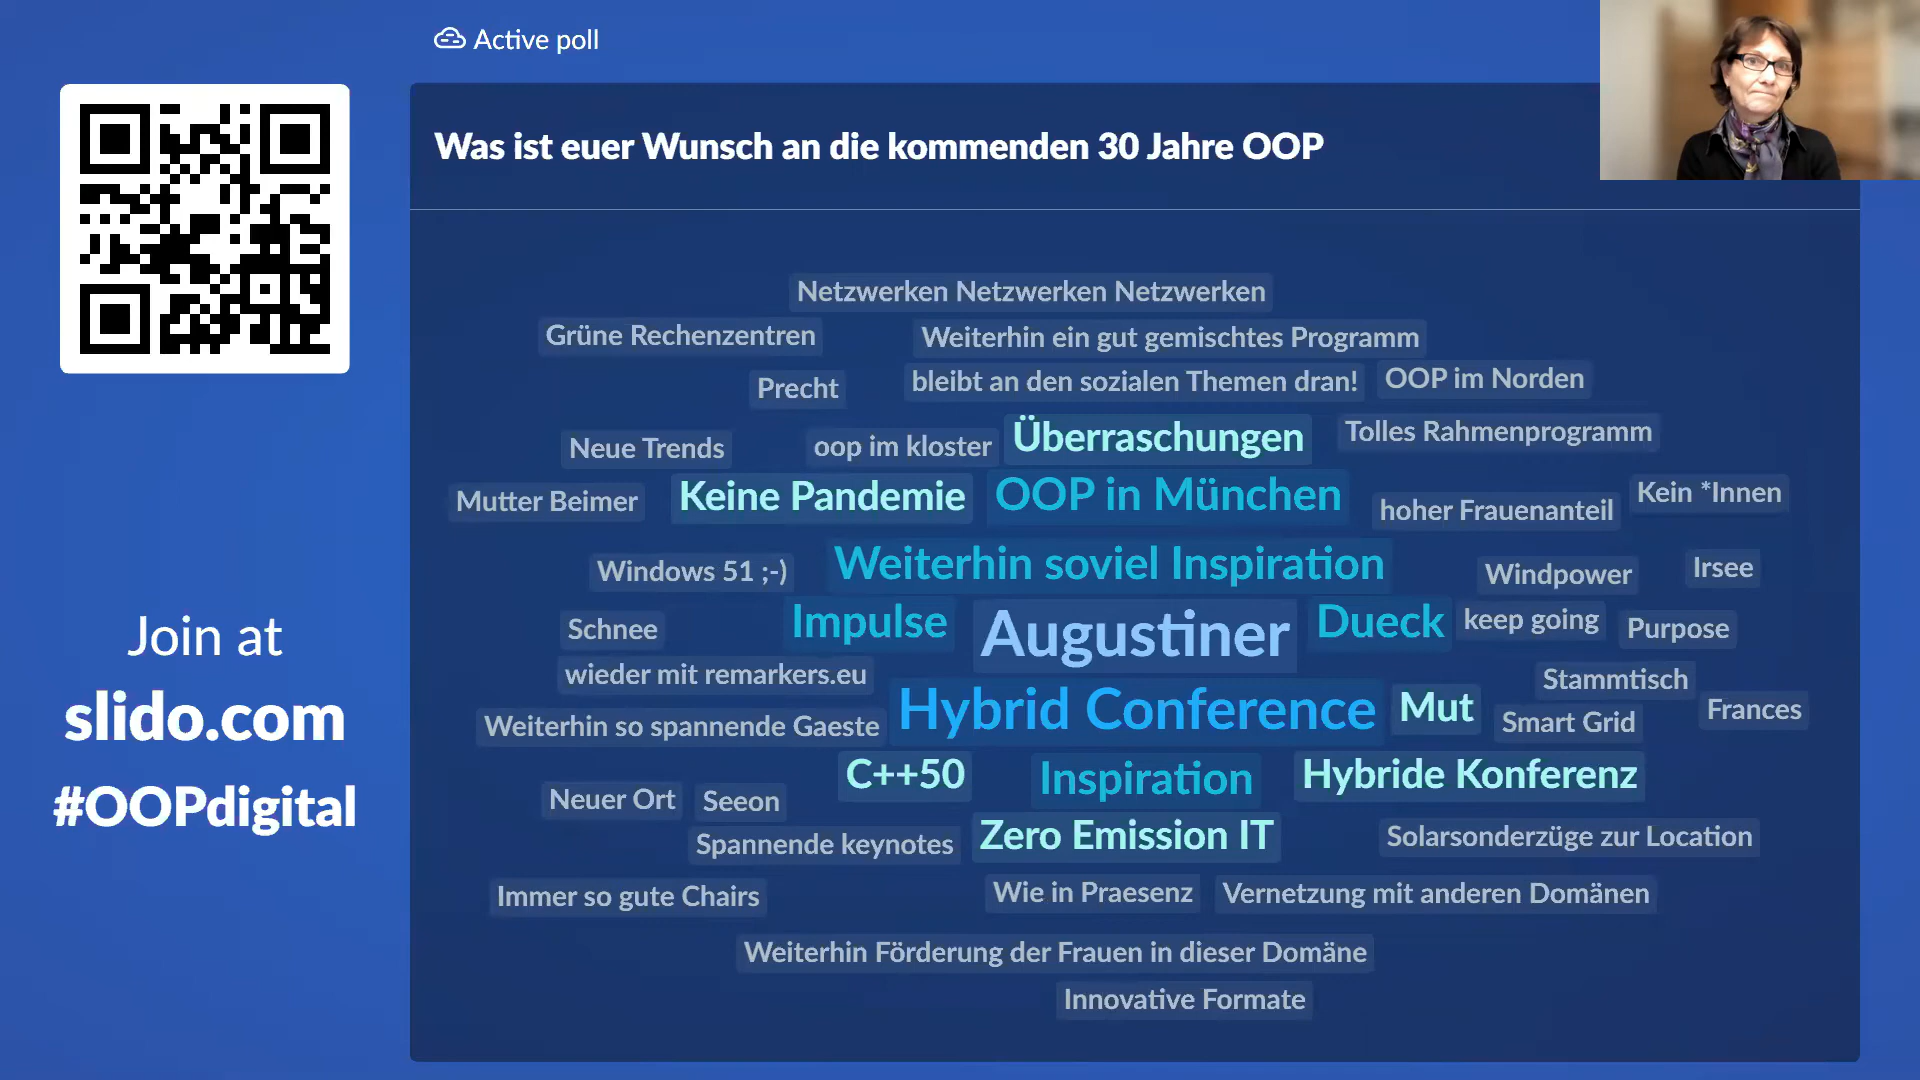 Active poll
Was ist euer Wunsch an die kommenden 30 Jahre OOP
Join at
slido.com
#OOPdigital
Netzwerken Netzwerken Netzwerken
Grüne Rechenzentren
Weiterhin ein gut gemischtes Programm
Precht
bleibt an den sozialen Themen dran!
OOP im Norden
Neue Trends
oop im kloster
Überraschungen
Tolles Rahmenprogramm
Mutter Beimer
Keine Pandemie
OOP in München
hoher Frauenanteil
Kein *Innen
Windows 51 ;-)
Weiterhin soviel Inspiration
Windpower
Irsee
Schnee
Impulse
Augustiner
Dueck
keep going
Purpose
wieder mit remarkers.eu
Stammtisch
Weiterhin so spannende Gaeste
Hybrid Conference
Mut
Smart Grid
Frances
C++50
Inspiration
Hybride Konferenz
Neuer Ort
Seeon
Spannende keynotes
Zero Emission IT
Solarsonderzüge zur Location
Immer so gute Chairs
Wie in Praesenz
Vernetzung mit anderen Domänen
Weiterhin Förderung der Frauen in dieser Domäne
Innovative Formate